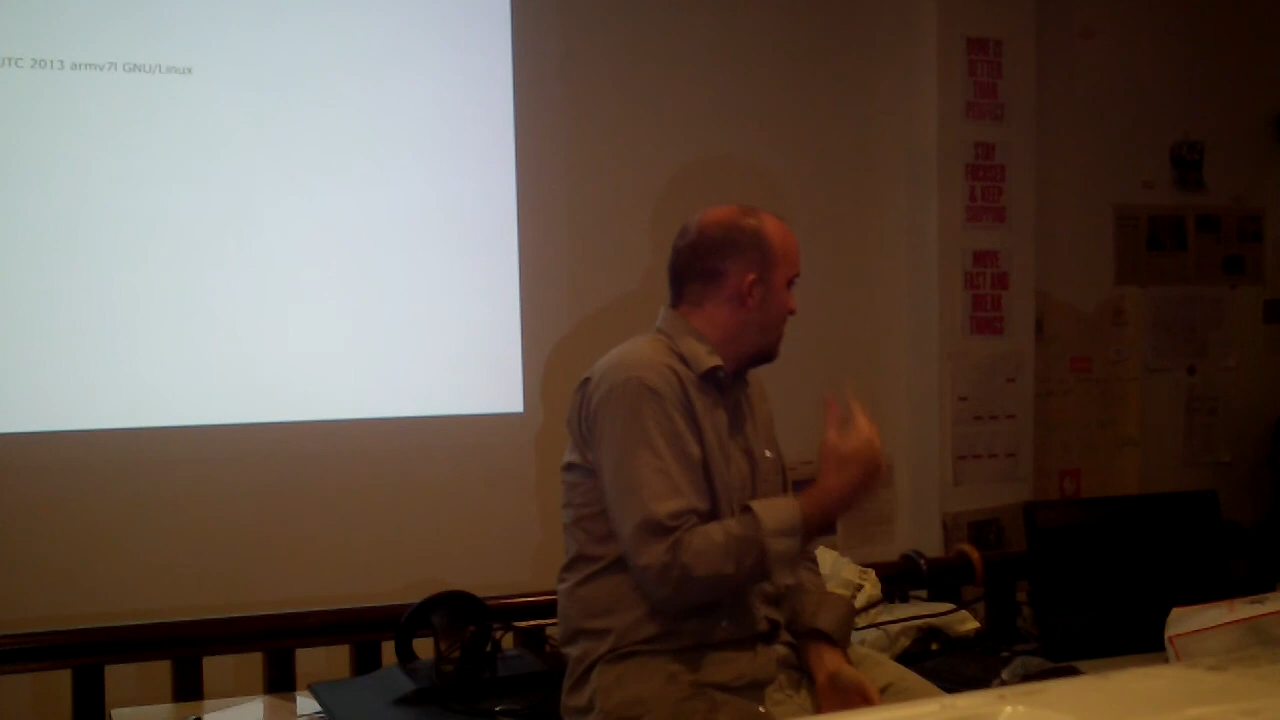 UTC 2013 armv7l GNU/Linux
DONE IS
BETTER
THAN
PERFECT
STAY
FOCUSED
& KEEP
SHIPPING
MOVE
FAST AND
BREAK
THINGS